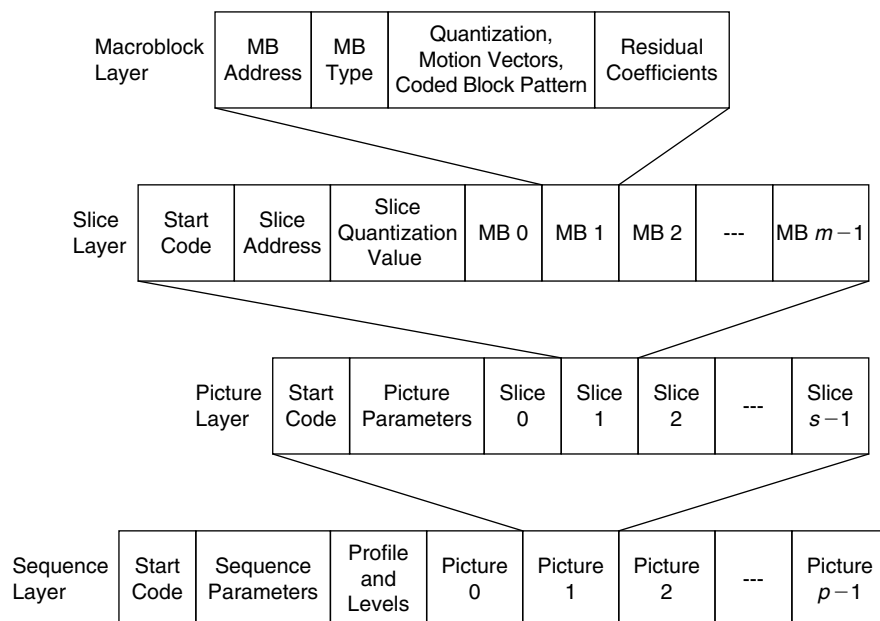 Macroblock
Layer
MB
Address
MB
Type
Quantization,
Motion Vectors,
Coded Block Pattern
Residual
Coefficients
Slice
Layer
Start
Code
Slice
Address
Slice
Quantization
Value
MB 0
MB 1
MB 2
---
MB m−1
Picture
Layer
Start
Code
Picture
Parameters
Slice
0
Slice
1
Slice
2
---
Slice
s−1
Sequence
Layer
Start
Code
Sequence
Parameters
Profile
and
Levels
Picture
0
Picture
1
Picture
2
---
Picture
p−1